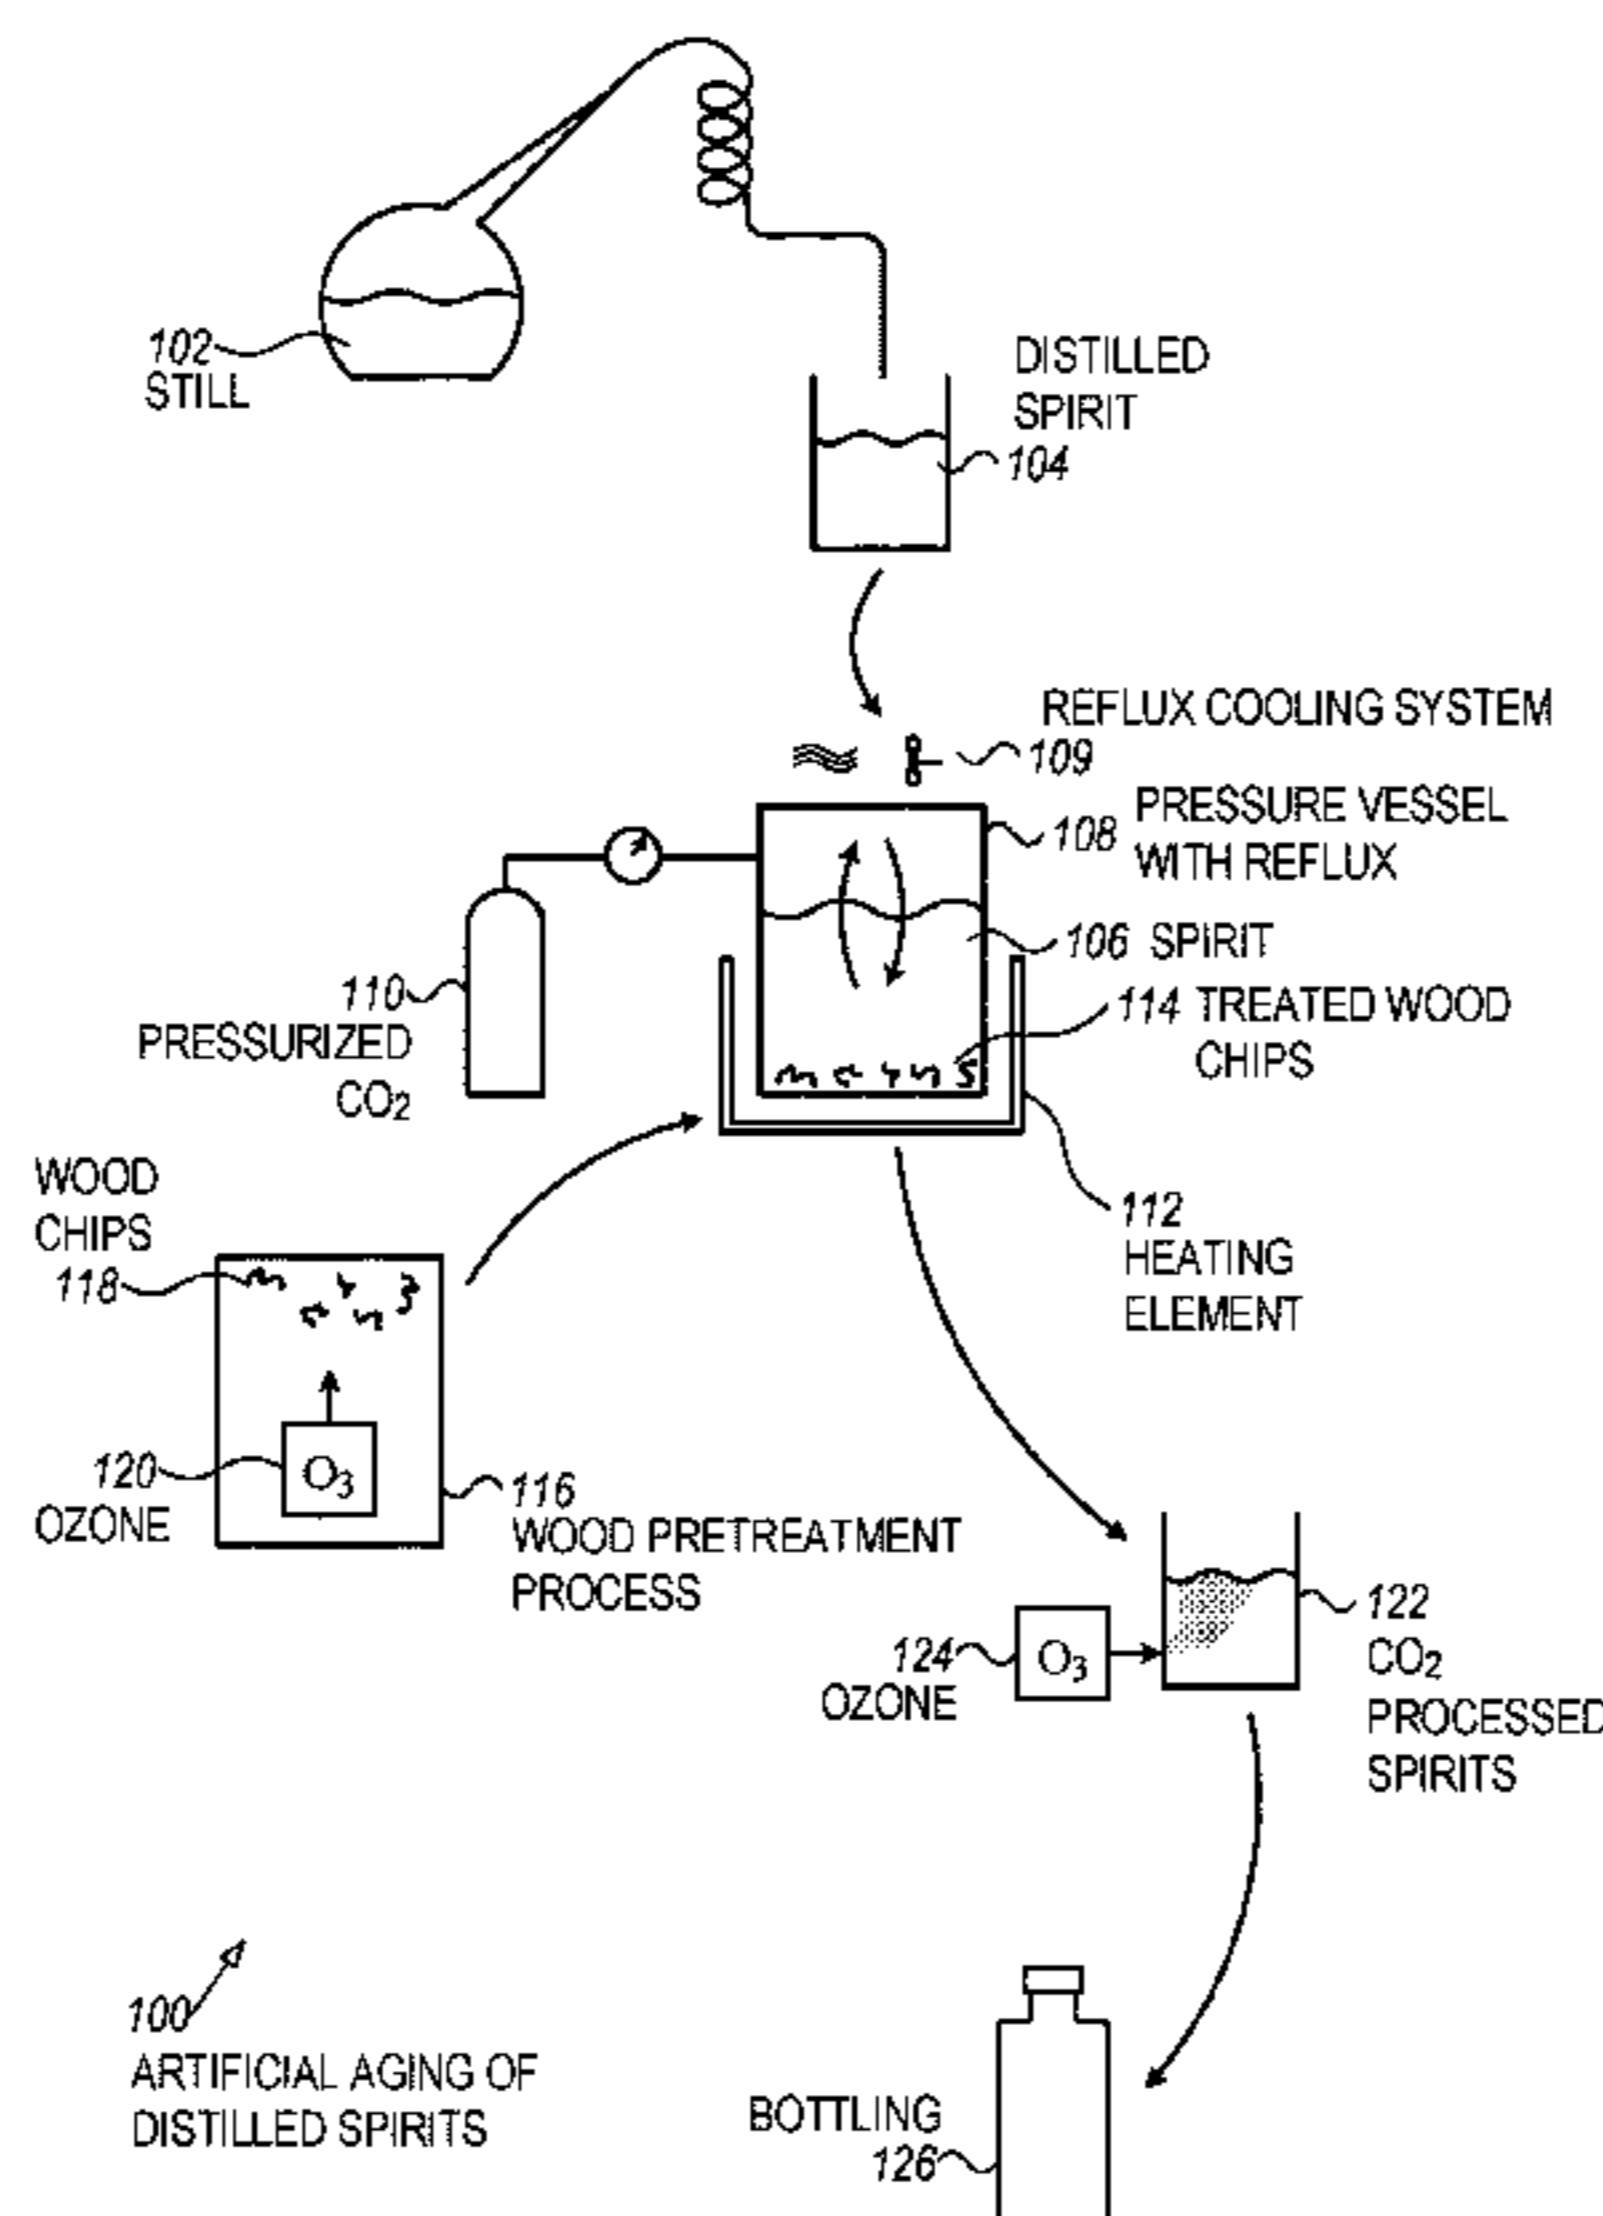 102
STILL
DISTILLED
SPIRIT
104
REFLUX COOLING SYSTEM
109
PRESSURE VESSEL
108
WITH REFLUX
106 SPIRIT
110
PRESSURIZED
CO₂
114 TREATED WOOD
CHIPS
WOOD
CHIPS
118
112
HEATING
ELEMENT
120
OZONE
O₃
116
WOOD PRETREATMENT
PROCESS
124
OZONE
O₃
122
CO₂
PROCESSED
SPIRITS
100
ARTIFICIAL AGING OF
DISTILLED SPIRITS
BOTTLING
126